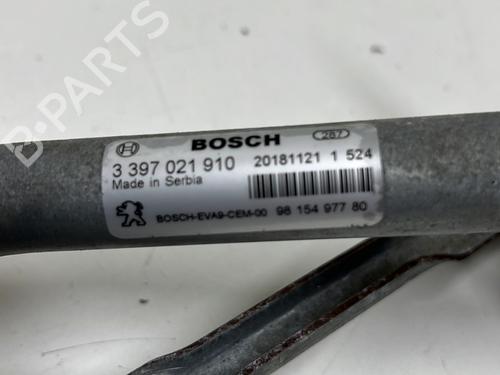 B-PARTS
BOSCH 287
3 397 021 910 20181121 1 524
Made in Serbia
BOSCH-EVA9-CEM-00 98 154 977 80